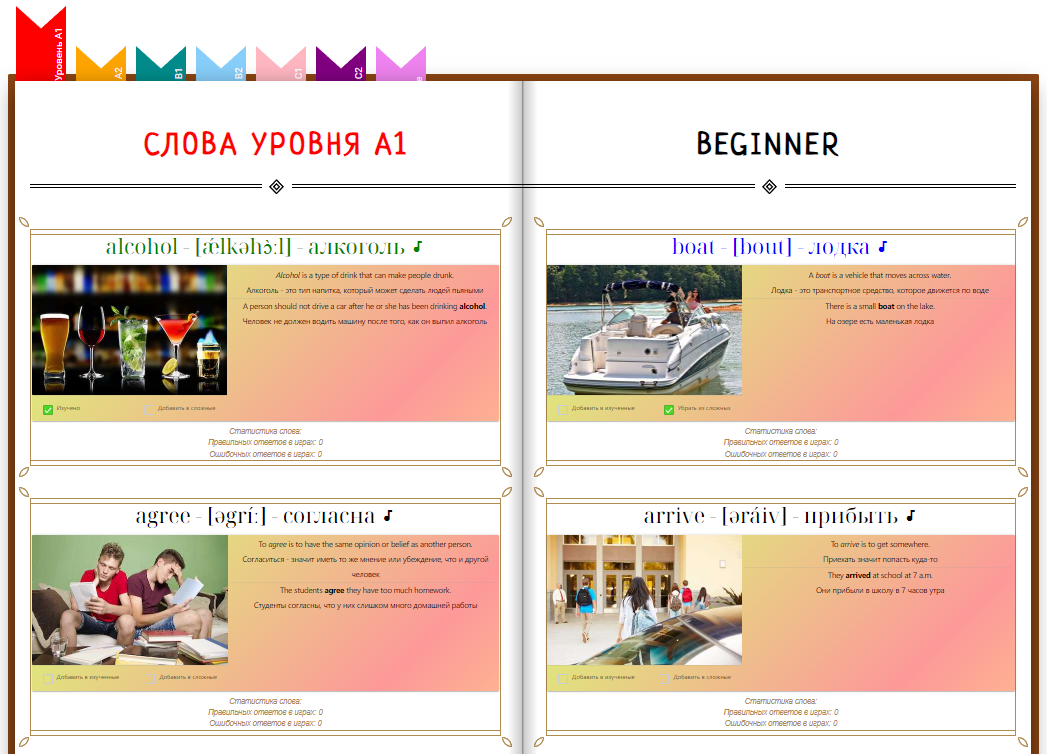 Уровень A1
A2
B1
B2
C1
C2
СЛОВА УРОВНЯ A1
BEGINNER
alcohol - [ǽlkəhɔ̀:l] - алкоголь
Alcohol is a type of drink that can make people drunk.
Алкоголь - это тип напитка, который может сделать людей пьяными
A person should not drive a car after he or she has been drinking alcohol.
Человек не должен водить машину после того, как он выпил алкоголь
Изучено
Добавить в сложные
Статистика слова:
Правильных ответов в играх: 0
Ошибочных ответов в играх: 0
boat - [bout] - лодка
A boat is a vehicle that moves across water.
Лодка - это транспортное средство, которое движется по воде
There is a small boat on the lake.
На озере есть маленькая лодка
Добавить в изученные
Убрать из сложных
Статистика слова:
Правильных ответов в играх: 0
Ошибочных ответов в играх: 0
agree - [əgríː] - согласна
To agree is to have the same opinion or belief as another person.
Согласиться - значит иметь то же мнение или убеждение, что и другой
человек
The students agree they have too much homework.
Студенты согласны, что у них слишком много домашней работы
Добавить в изученные
Добавить в сложные
Статистика слова:
Правильных ответов в играх: 0
Ошибочных ответов в играх: 0
arrive - [əráiv] - прибыть
To arrive is to get somewhere.
Приехать значит попасть куда-то
They arrived at school at 7 a.m.
Они прибыли в школу в 7 часов утра
Добавить в изученные
Добавить в сложные
Статистика слова:
Правильных ответов в играх: 0
Ошибочных ответов в играх: 0